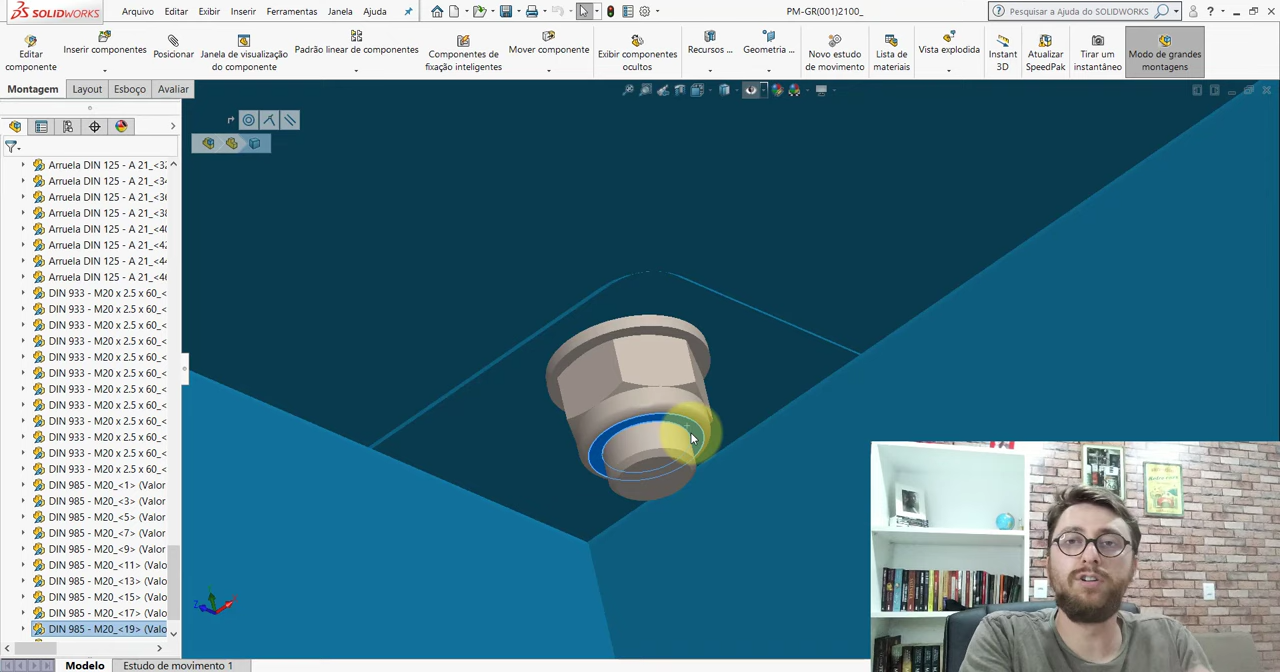 SOLIDWORKS
Arquivo Editar Exibir Inserir Ferramentas Janela Ajuda
PM-GR(001)2100_
Pesquisar a Ajuda do SOLIDWORKS
?
Editar componente
Inserir componentes
Posicionar
Janela de visualização do componente
Padrão linear de componentes
Componentes de fixação inteligentes
Mover componente
Exibir componentes ocultos
Recursos ...
Geometria ...
Novo estudo de movimento
Lista de materiais
Vista explodida
Instant 3D
Atualizar SpeedPak
Tirar um instantâneo
Modo de grandes montagens
Montagem Layout Esboço Avaliar
Arruela DIN 125 - A 21_<32
Arruela DIN 125 - A 21_<34
Arruela DIN 125 - A 21_<36
Arruela DIN 125 - A 21_<38
Arruela DIN 125 - A 21_<40
Arruela DIN 125 - A 21_<42
Arruela DIN 125 - A 21_<44
Arruela DIN 125 - A 21_<46
DIN 933 - M20 x 2.5 x 60_<
DIN 933 - M20 x 2.5 x 60_<
DIN 933 - M20 x 2.5 x 60_<
DIN 933 - M20 x 2.5 x 60_<
DIN 933 - M20 x 2.5 x 60_<
DIN 933 - M20 x 2.5 x 60_<
DIN 933 - M20 x 2.5 x 60_<
DIN 933 - M20 x 2.5 x 60_<
DIN 933 - M20 x 2.5 x 60_<
DIN 933 - M20 x 2.5 x 60_<
DIN 933 - M20 x 2.5 x 60_<
DIN 933 - M20 x 2.5 x 60_<
DIN 985 - M20_<1> (Valor
DIN 985 - M20_<3> (Valor
DIN 985 - M20_<5> (Valor
DIN 985 - M20_<7> (Valor
DIN 985 - M20_<9> (Valor
DIN 985 - M20_<11> (Valo
DIN 985 - M20_<13> (Valo
DIN 985 - M20_<15> (Valo
DIN 985 - M20_<17> (Valo
DIN 985 - M20_<19> (Valo
Modelo Estudo de movimento 1